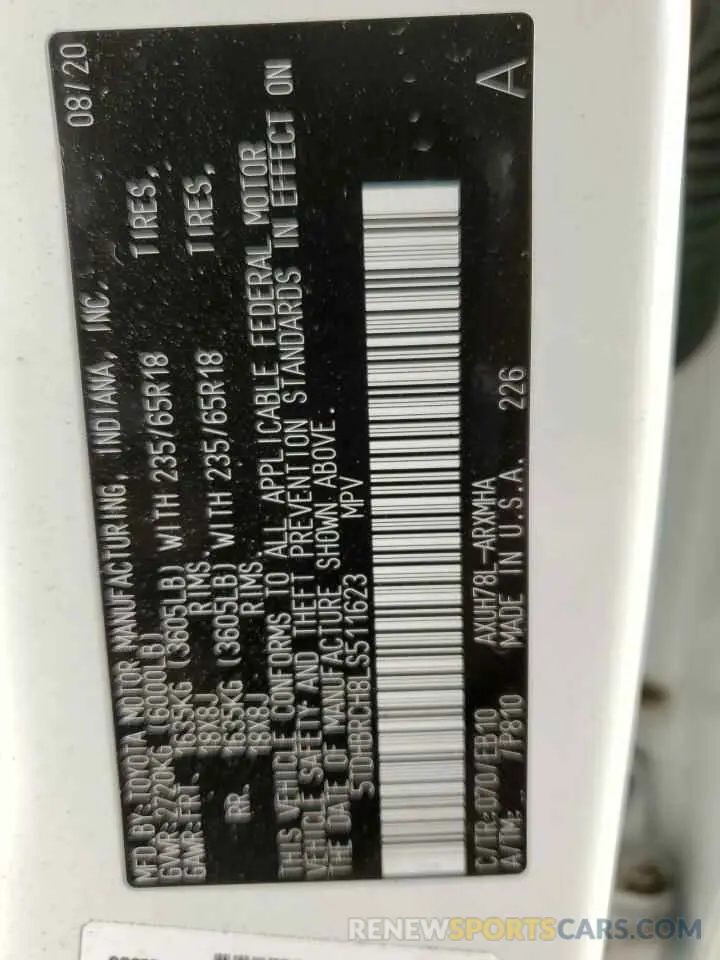 MFD BY: TOYOTA MOTOR MANUFACTURING, INDIANA, INC. 08/20
GVWR: 2720KG (6000LB)
GAWR: FRT- 1635KG (3605LB) WITH 235/65R18 TIRES,
18X8J RIMS.
RR. 1635KG (3605LB) WITH 235/65R18 TIRES,
18X8J RIMS.
THIS VEHICLE CONFORMS TO ALL APPLICABLE FEDERAL MOTOR
VEHICLE SAFETY AND THEFT PREVENTION STANDARDS IN EFFECT ON
THE DATE OF MANUFACTURE SHOWN ABOVE.
5TDHBRCH8LS511623 MPV
C/TR:070/EB10 AXUH78L-ARXMHA A
A/TM: /P810 MADE IN U.S.A. 226
RENEWSPORTSCARS.COM